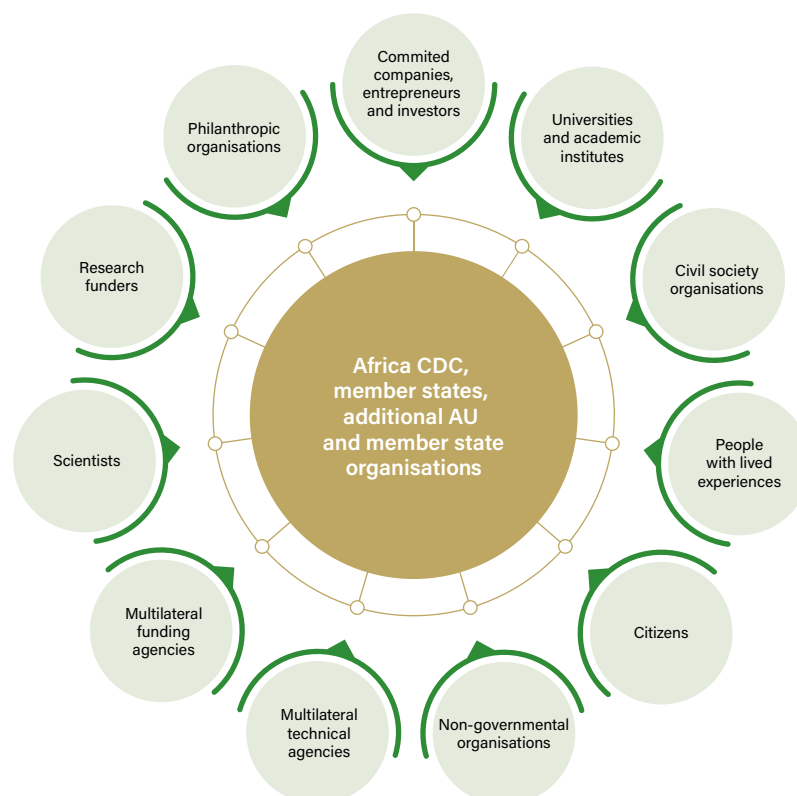 Commited
companies,
entrepreneurs
and investors
Universities
and academic
institutes
Civil society
organisations
People
with lived
experiences
Citizens
Non-governmental
organisations
Multilateral
technical
agencies
Multilateral
funding
agencies
Scientists
Research
funders
Philanthropic
organisations
Africa CDC,
member states,
additional AU
and member state
organisations